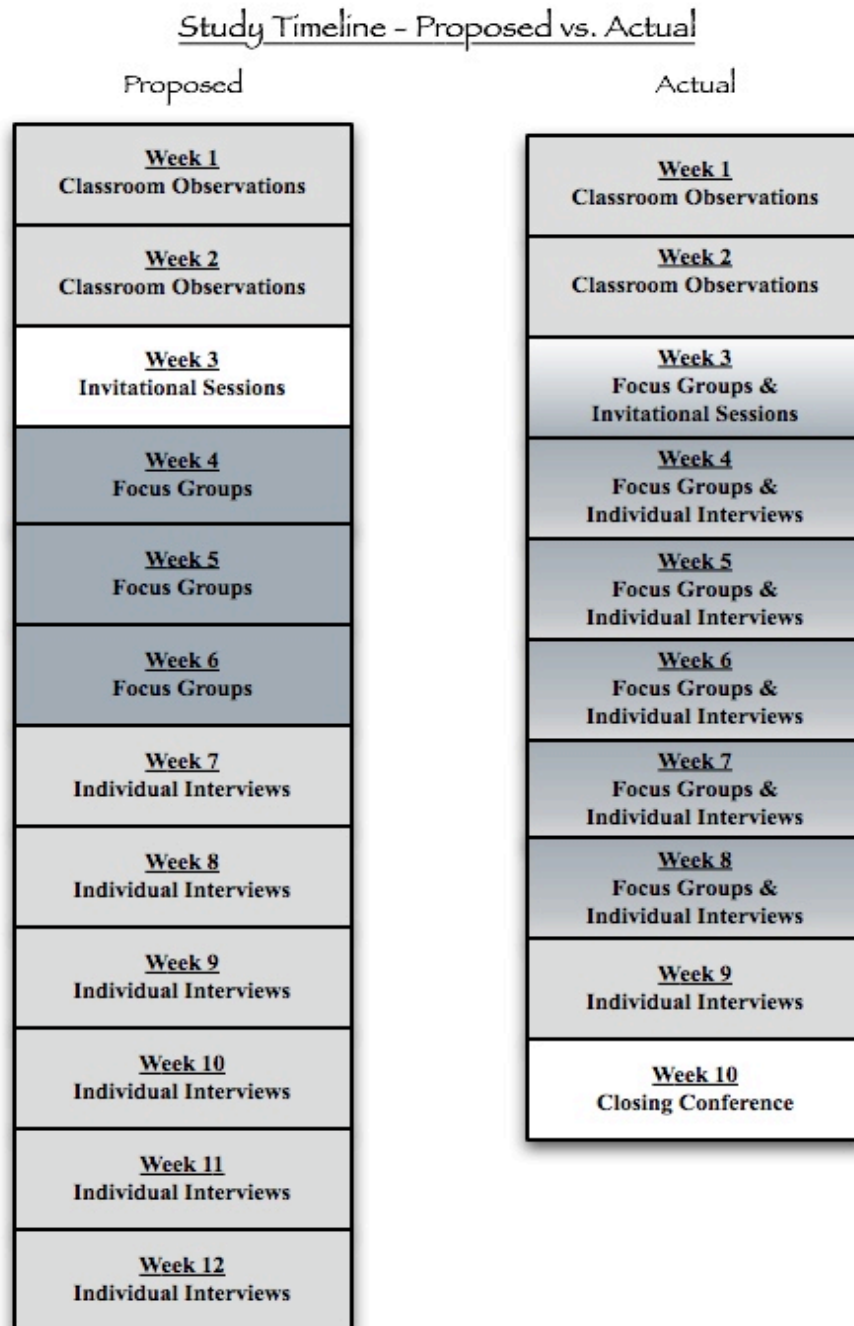 Study Timeline - Proposed vs. Actual
Proposed
Week 1
Classroom Observations
Week 2
Classroom Observations
Week 3
Invitational Sessions
Week 4
Focus Groups
Week 5
Focus Groups
Week 6
Focus Groups
Week 7
Individual Interviews
Week 8
Individual Interviews
Week 9
Individual Interviews
Week 10
Individual Interviews
Week 11
Individual Interviews
Week 12
Individual Interviews
Actual
Week 1
Classroom Observations
Week 2
Classroom Observations
Week 3
Focus Groups &
Invitational Sessions
Week 4
Focus Groups &
Individual Interviews
Week 5
Focus Groups &
Individual Interviews
Week 6
Focus Groups &
Individual Interviews
Week 7
Focus Groups &
Individual Interviews
Week 8
Focus Groups &
Individual Interviews
Week 9
Individual Interviews
Week 10
Closing Conference